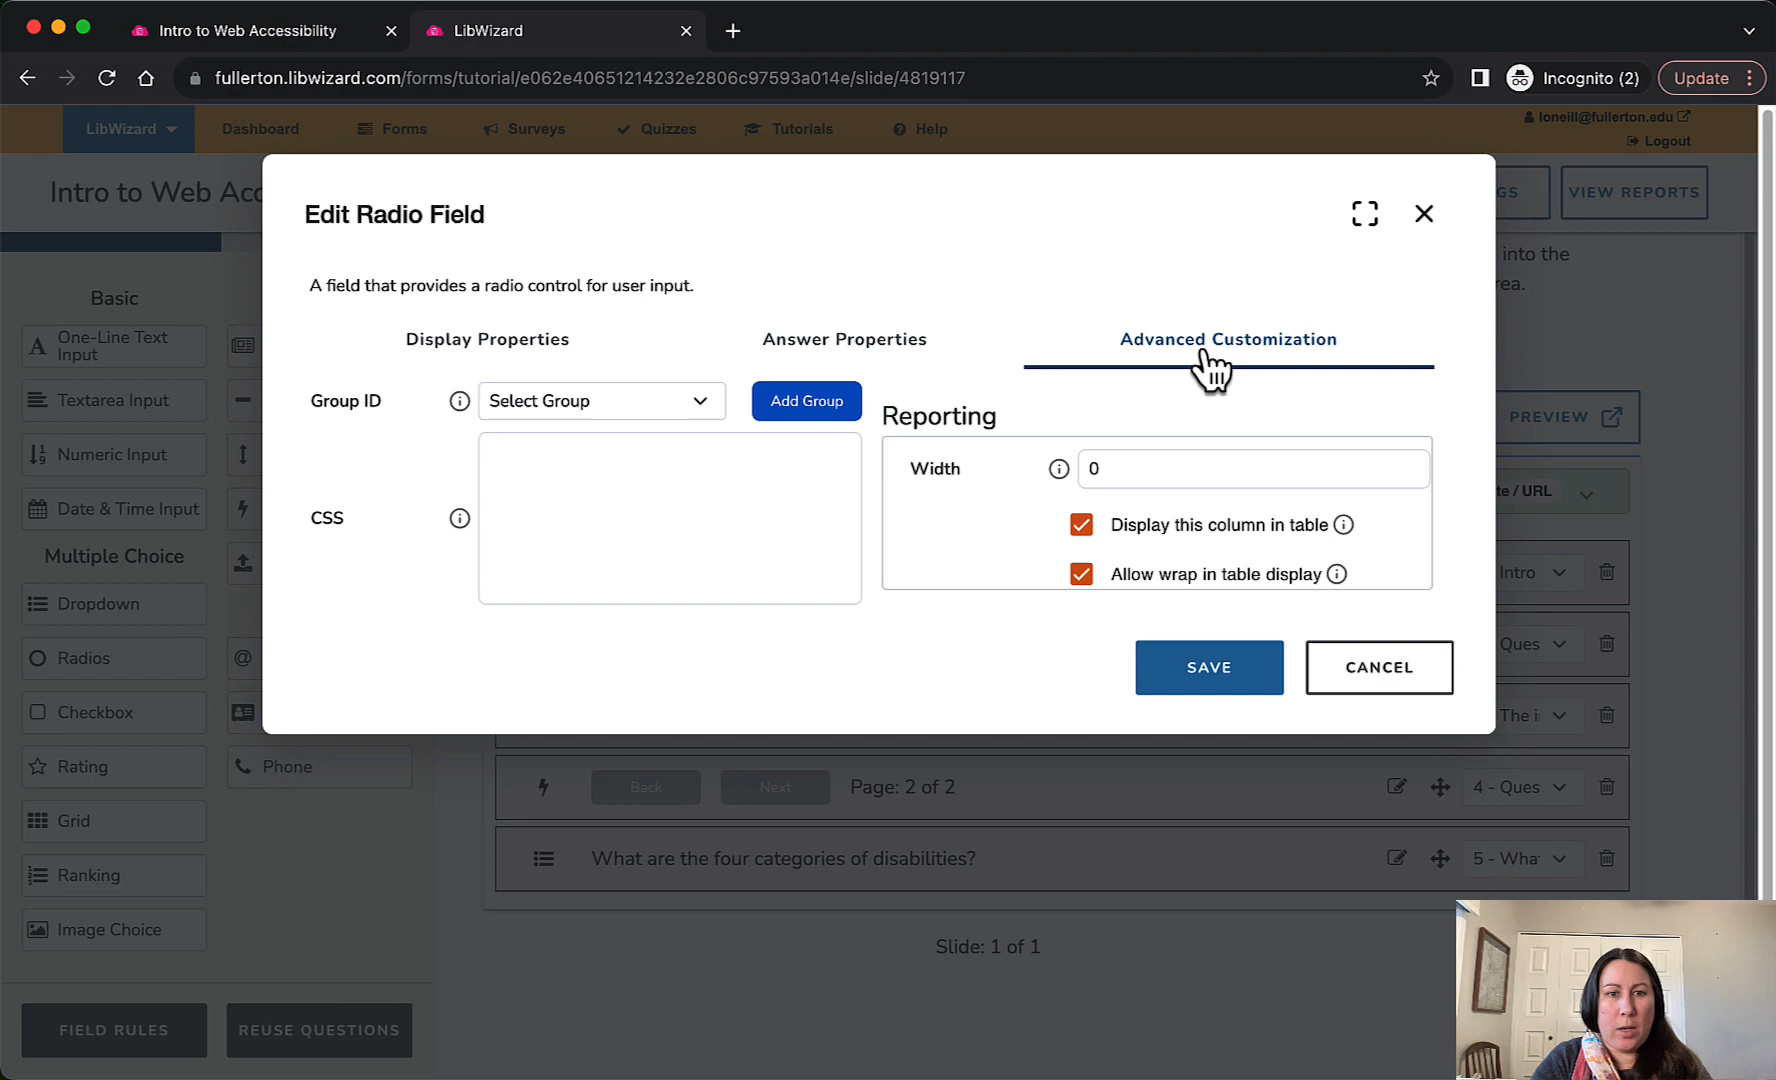 Intro to Web Accessibility
LibWizard
fullerton.libwizard.com/forms/tutorial/e062e40651214232e2806c97593a014e/slide/4819117
Incognito (2)
Update
LibWizard
Dashboard
Forms
Surveys
Quizzes
Tutorials
Help
loneill@fullerton.edu
Logout
Intro to Web Acc
GS
VIEW REPORTS
Edit Radio Field
into the
rea.
A field that provides a radio control for user input.
Display Properties
Answer Properties
Advanced Customization
Group ID
Select Group
Add Group
Reporting
Width
0
Display this column in table
Allow wrap in table display
CSS
SAVE
CANCEL
Basic
One-Line Text
Input
Textarea Input
Numeric Input
Date & Time Input
Multiple Choice
Dropdown
Radios
Checkbox
Rating
Grid
Ranking
Image Choice
@
Phone
PREVIEW
te / URL
Intro
Ques
The i
Back
Next
Page: 2 of 2
4 - Ques
What are the four categories of disabilities?
5 - Wha
Slide: 1 of 1
FIELD RULES
REUSE QUESTIONS